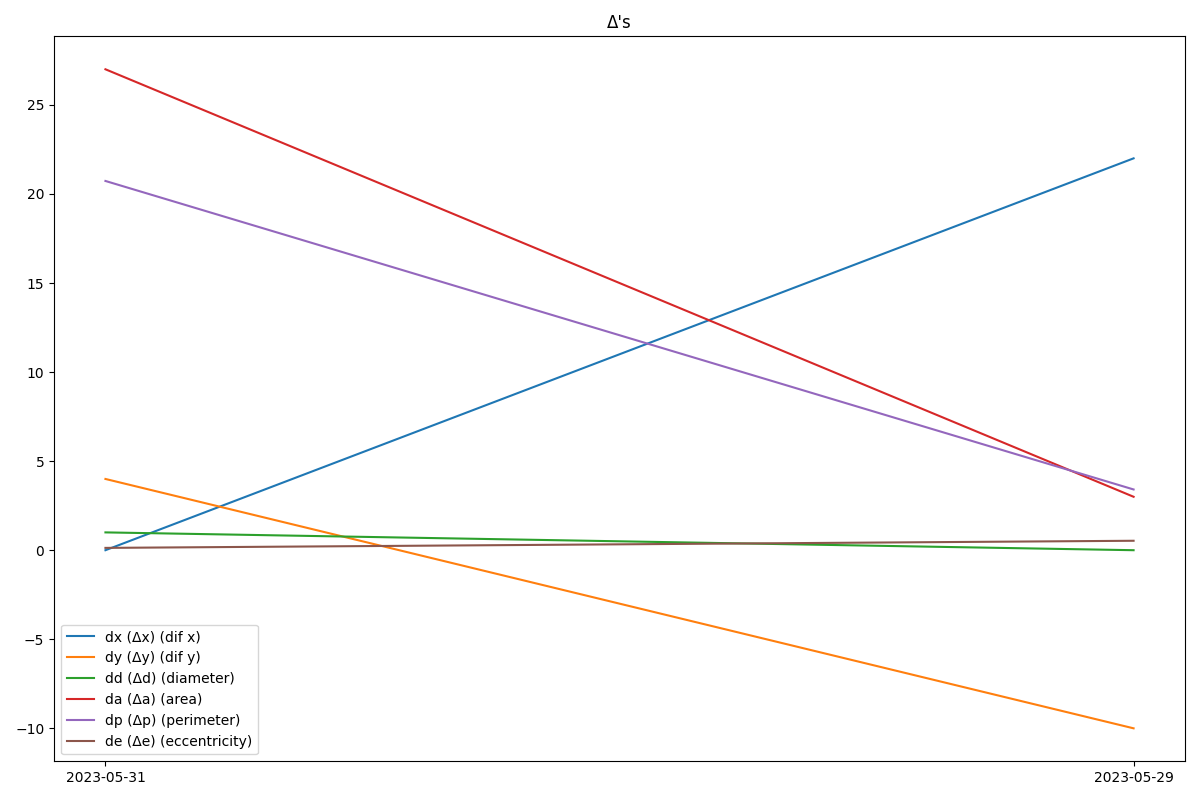 Δ's
25
20
15
10
5
0
−5
−10
dx (Δx) (dif x)
dy (Δy) (dif y)
dd (Δd) (diameter)
da (Δa) (area)
dp (Δp) (perimeter)
de (Δe) (eccentricity)
2023-05-31 2023-05-29